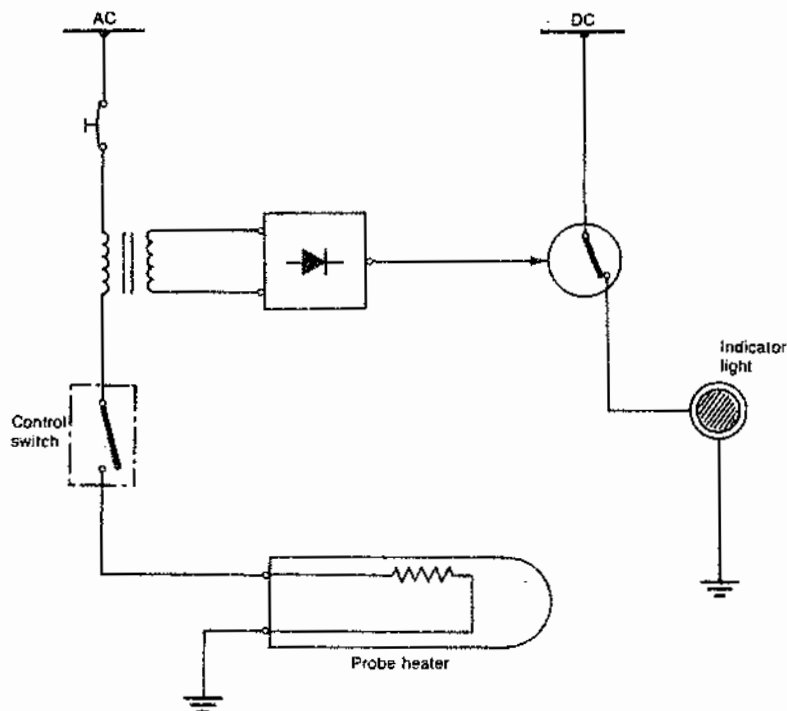 AC
DC
Indicator
light
Control
switch
Probe heater